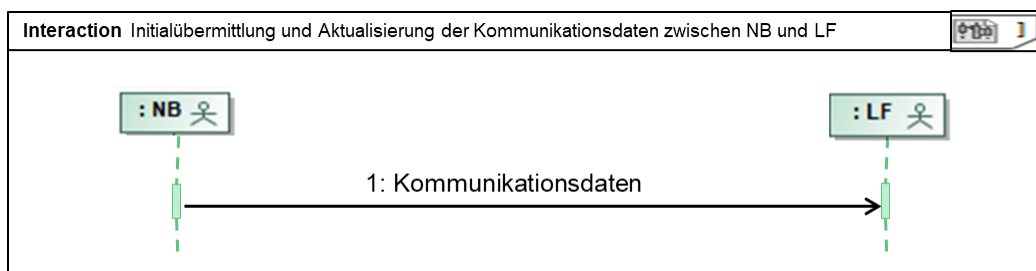 Interaction Initialübermittlung und Aktualisierung der Kommunikationsdaten zwischen NB und LF
: NB
: LF
1: Kommunikationsdaten